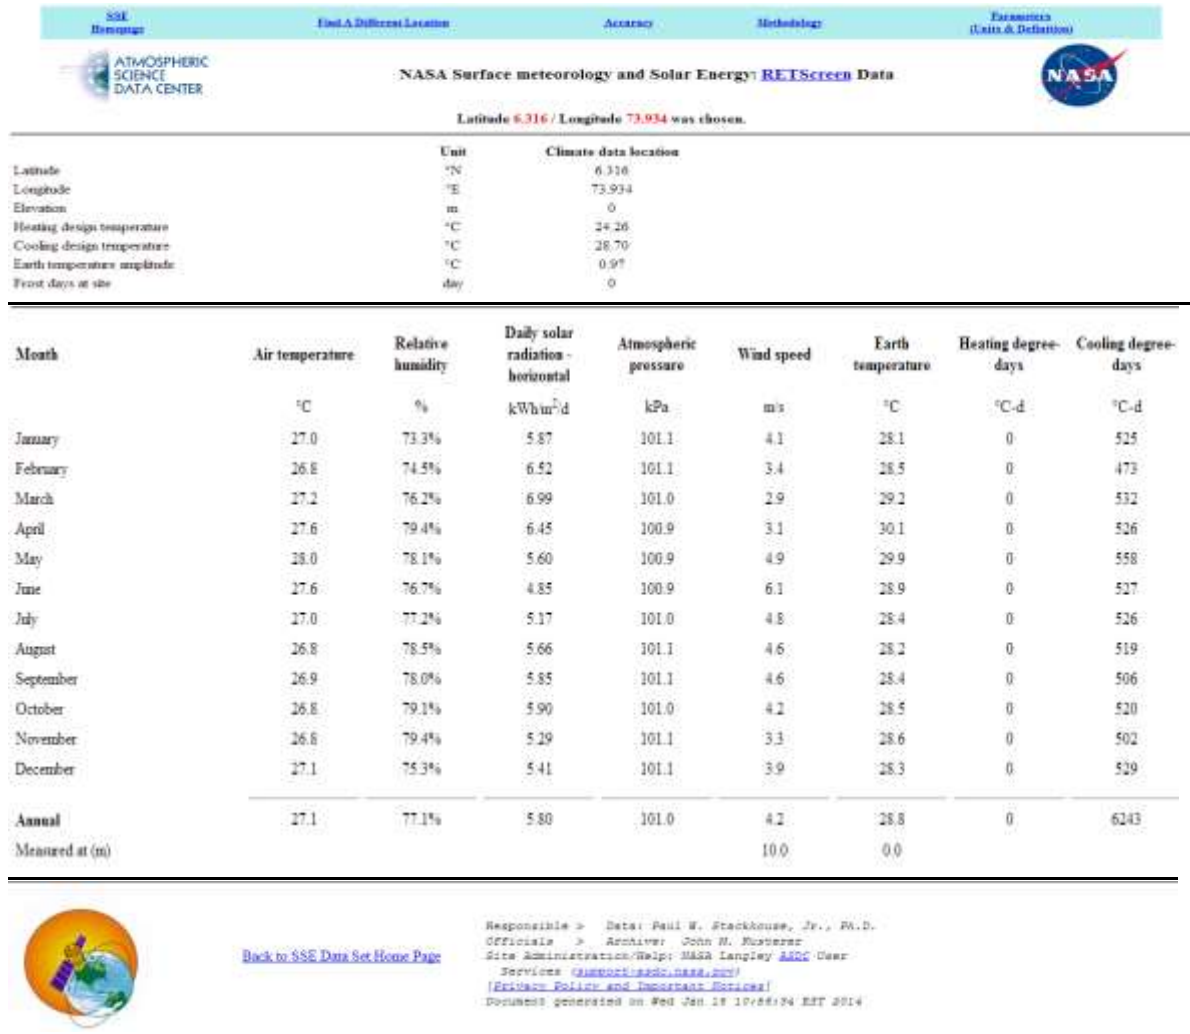 SSE Homepage Find A Different Location Accuracy Methodology Parameters (Units & Definition)
ATMOSPHERIC
SCIENCE
DATA CENTER
NASA Surface meteorology and Solar Energy: RETScreen Data
NASA
Latitude 6.316 / Longitude 73.934 was chosen.
Unit Climate data location
Latitude °N 6.316
Longitude °E 73.934
Elevation m 0
Heating design temperature °C 24.26
Cooling design temperature °C 28.70
Earth temperature amplitude °C 0.97
Frost days at site day 0
Month Air temperature Relative humidity Daily solar radiation - horizontal Atmospheric pressure Wind speed Earth temperature Heating degree-days Cooling degree-days
°C % kWh/m²/d kPa m/s °C °C-d °C-d
January 27.0 73.3% 5.87 101.1 4.1 28.1 0 525
February 26.8 74.5% 6.52 101.1 3.4 28.5 0 473
March 27.2 76.2% 6.99 101.0 2.9 29.2 0 532
April 27.6 79.4% 6.45 100.9 3.1 30.1 0 526
May 28.0 78.1% 5.60 100.9 4.9 29.9 0 558
June 27.6 76.7% 4.85 100.9 6.1 28.9 0 527
July 27.0 77.2% 5.17 101.0 4.8 28.4 0 526
August 26.8 78.5% 5.66 101.1 4.6 28.2 0 519
September 26.9 78.0% 5.85 101.1 4.6 28.4 0 506
October 26.8 79.1% 5.90 101.0 4.2 28.5 0 520
November 26.8 79.4% 5.29 101.1 3.3 28.6 0 502
December 27.1 75.3% 5.41 101.1 3.9 28.3 0 529
Annual 27.1 77.1% 5.80 101.0 4.2 28.8 0 6243
Measured at (m) 10.0 0.0
Back to SSE Data Set Home Page
Responsible > Data: Paul W. Stackhouse, Jr., Ph.D.
Officials > Archive: John M. Kusterer
Site Administration/Help: NASA Langley ASDC User
Services (support-asdc.nasa.gov)
[Privacy Policy and Important Notices]
Document generated on Wed Jan EST 2014